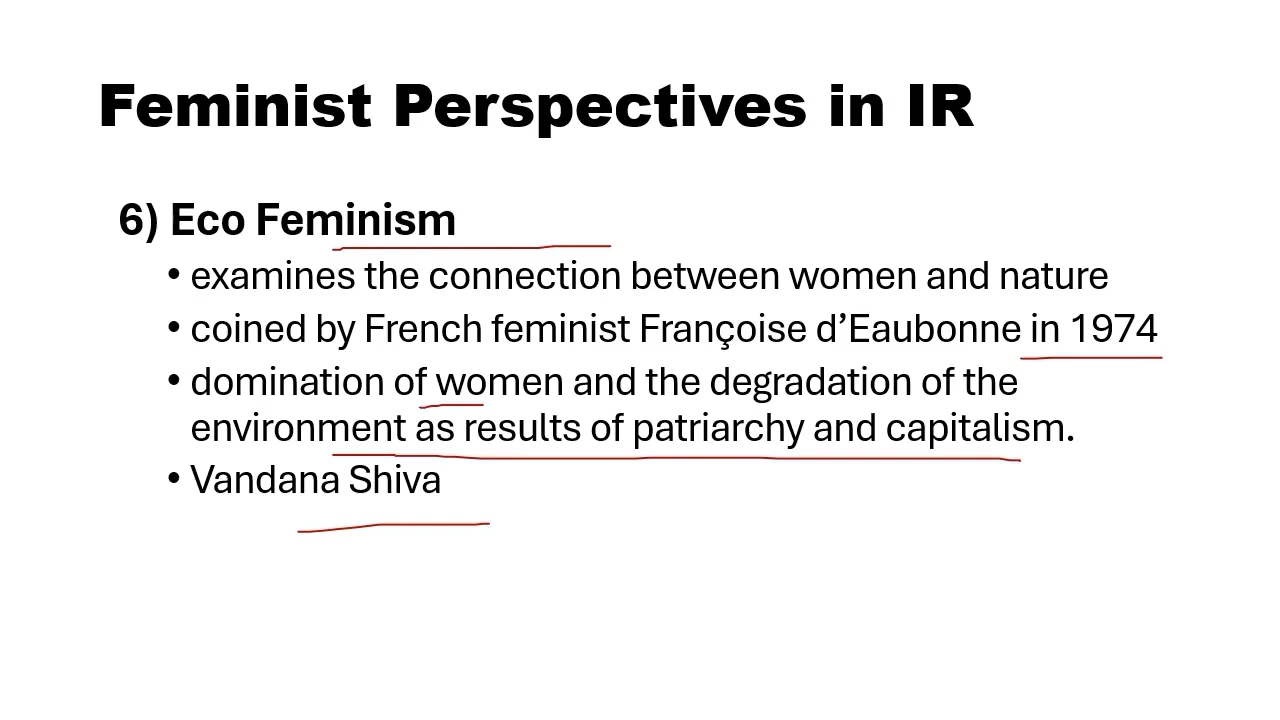 Feminist Perspectives in IR
6) Eco Feminism
• examines the connection between women and nature
• coined by French feminist Françoise d’Eaubonne in 1974
• domination of women and the degradation of the
environment as results of patriarchy and capitalism.
• Vandana Shiva